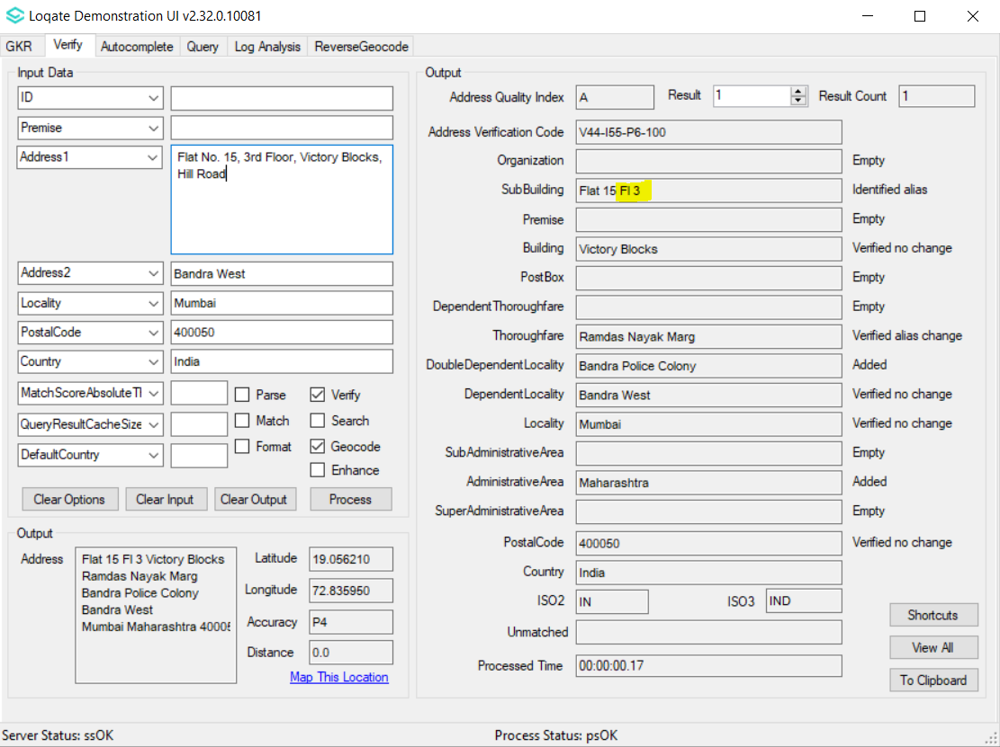 Loqate Demonstration UI v2.32.0.10081
GKR Verify Autocomplete Query Log Analysis ReverseGeocode
Input Data
ID
Premise
Address1 Flat No. 15, 3rd Floor, Victory Blocks,
Hill Road
Address2 Bandra West
Locality Mumbai
PostalCode 400050
Country India
MatchScoreAbsoluteTl Parse Verify
QueryResultCacheSize Match Search
DefaultCountry Format Geocode
Enhance
Clear Options Clear Input Clear Output Process
Output
Address Flat 15 Fl 3 Victory Blocks
Ramdas Nayak Marg
Bandra Police Colony
Bandra West
Mumbai Maharashtra 40005
Latitude 19.056210
Longitude 72.835950
Accuracy P4
Distance 0.0
Map This Location
Output
Address Quality Index A Result 1 Result Count 1
Address Verification Code V44-I55-P6-100
Organization Empty
SubBuilding Flat 15 Fl 3 Identified alias
Premise Empty
Building Victory Blocks Verified no change
PostBox Empty
DependentThoroughfare Empty
Thoroughfare Ramdas Nayak Marg Verified alias change
DoubleDependentLocality Bandra Police Colony Added
DependentLocality Bandra West Verified no change
Locality Mumbai Verified no change
SubAdministrativeArea Empty
AdministrativeArea Maharashtra Added
SuperAdministrativeArea Empty
PostalCode 400050 Verified no change
Country India
ISO2 IN ISO3 IND
Unmatched
Processed Time 00:00:00.17
Shortcuts
View All
To Clipboard
Server Status: ssOK Process Status: psOK